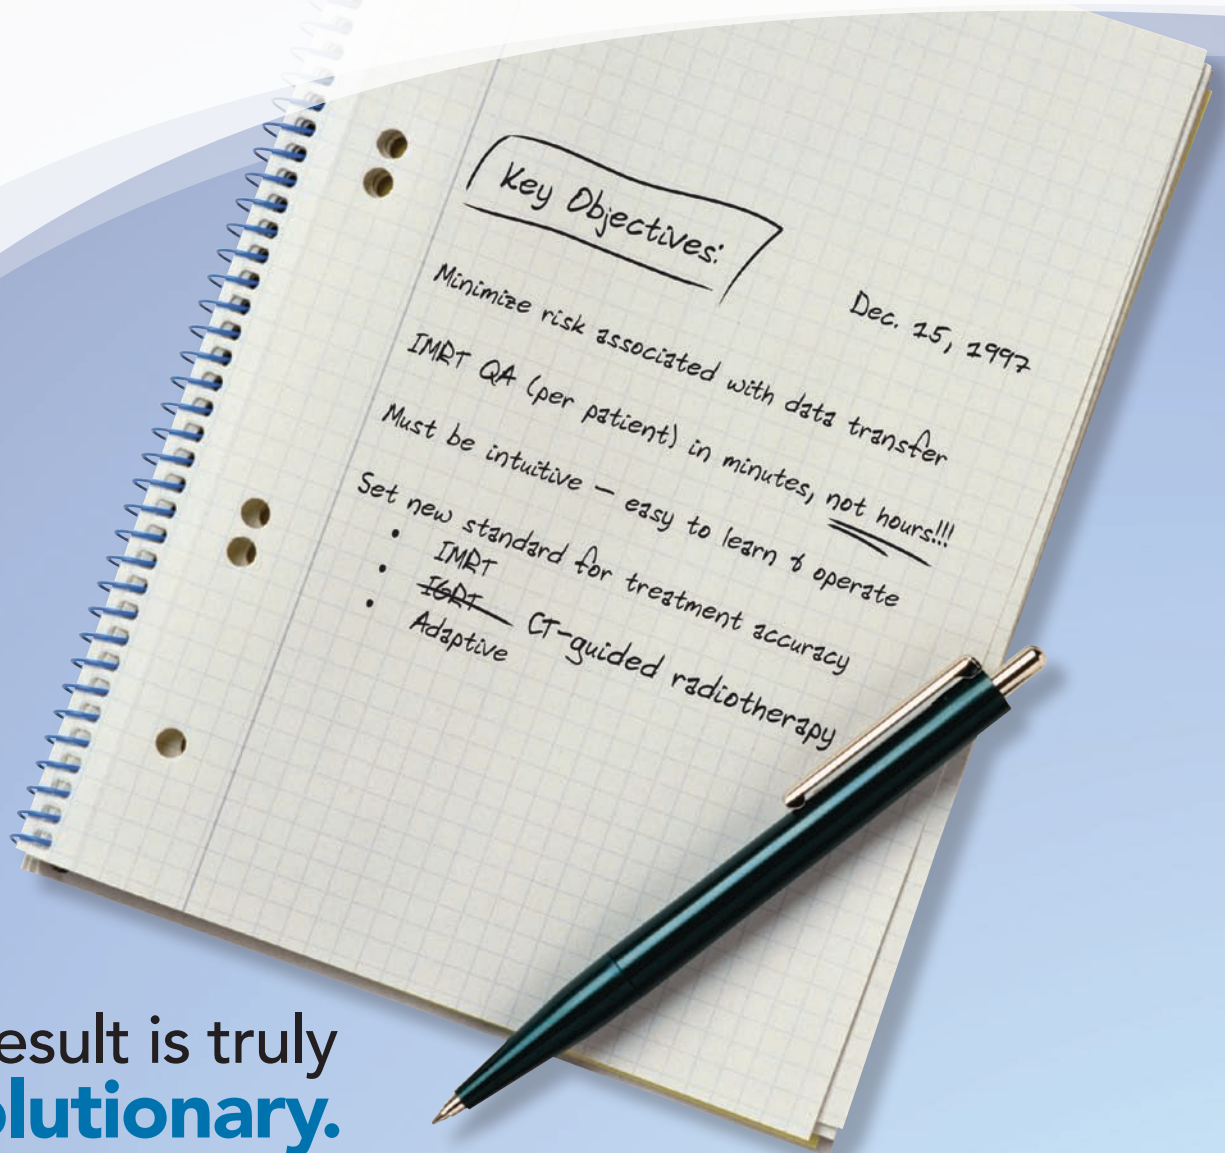 Key Objectives:
Dec. 15, 1997
Minimize risk associated with data transfer
IMRT QA (per patient) in minutes, not hours!!!
Must be intuitive – easy to learn & operate
Set new standard for treatment accuracy
• IMRT
• IGRT CT-guided radiotherapy
• Adaptive
esult is truly
olutionary.